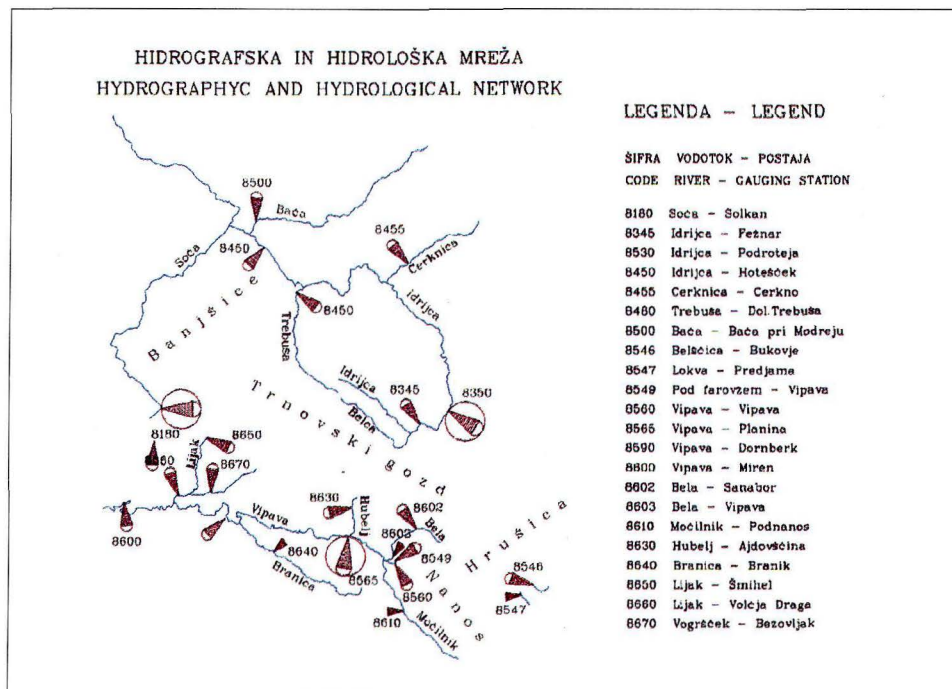 HIDROGRAFSKA IN HIDROLOŠKA MREŽA
HYDROGRAPHYC AND HYDROLOGICAL NETWORK
LEGENDA – LEGEND
ŠIFRA VODOTOK – POSTAJA
CODE RIVER – GAUGING STATION
8180 Soča – Solkan
8345 Idrijca – Fežnar
8530 Idrijca – Podroteja
8450 Idrijca – Hotešček
8455 Cerknica – Cerkno
8480 Trebuša – Dol.Trebuša
8500 Bača – Bača pri Modreju
8546 Belščica – Bukovje
8547 Lokva – Predjama
8549 Pod farovžem – Vipava
8560 Vipava – Vipava
8565 Vipava – Planina
8590 Vipava – Dornberk
8600 Vipava – Miren
8602 Bela – Sanabor
8603 Bela – Vipava
8610 Močilnik – Podnanos
8630 Hubelj – Ajdovščina
8640 Branica – Branik
8650 Lijak – Šmihel
8660 Lijak – Volčja Draga
8670 Vogršček – Bezovljak
8500
Bača
8455
Cerknica
Soča
8450
Idrijca
Banjšice
8450
Trebuša
Idrijca
8345
8350
Belca
Trnovski gozd
8180
8650
Lijak
8670
8600
Vipava
8630
Hubelj
8602
Bela
8603
8549
8640
Branica
8565
8560
Nanos
Hrušica
8546
8547
8610
Močilnik